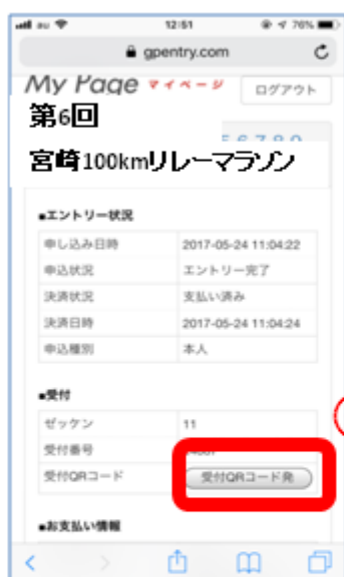 au 12:51 76%
gpentry.com
My Page マイページ ログアウト
第6回
宮崎100kmリレーマラソン
■エントリー状況
申し込み日時 2017-05-24 11:04:22
申込状況 エントリー完了
決済状況 支払い済み
決済日時 2017-05-24 11:04:24
申込種別 本人
■受付
ゼッケン 11
受付番号
受付QRコード 受付QRコード発
■お支払い情報